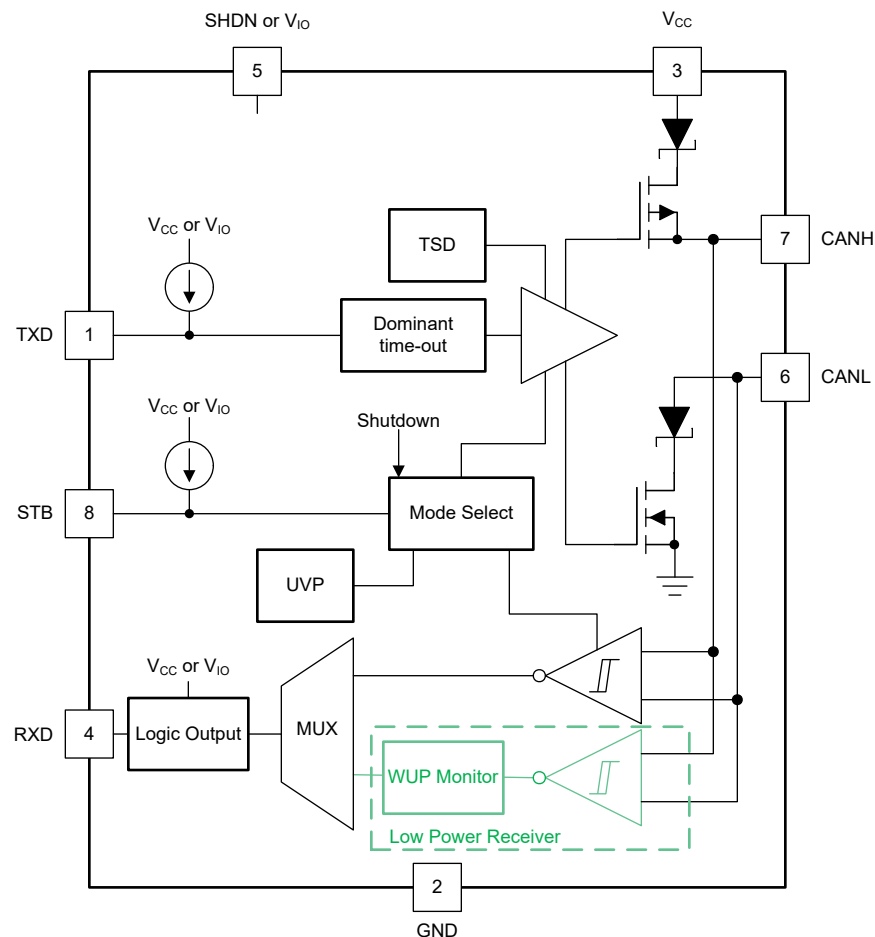 SHDN or VIO
VCC
5
3
VCC or VIO
TSD
7
CANH
TXD
1
Dominant
time-out
6
CANL
VCC or VIO
Shutdown
STB
8
Mode Select
UVP
VCC or VIO
RXD
4
Logic Output
MUX
WUP Monitor
Low Power Receiver
2
GND